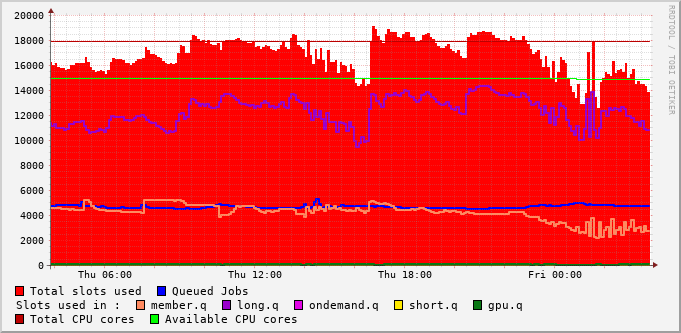 RRDTOOL / TOBI OETIKER
20000
18000
16000
14000
12000
10000
8000
6000
4000
2000
0
Thu 06:00 Thu 12:00 Thu 18:00 Fri 00:00
Total slots used Queued Jobs
Slots used in : member.q long.q ondemand.q short.q gpu.q
Total CPU cores Available CPU cores